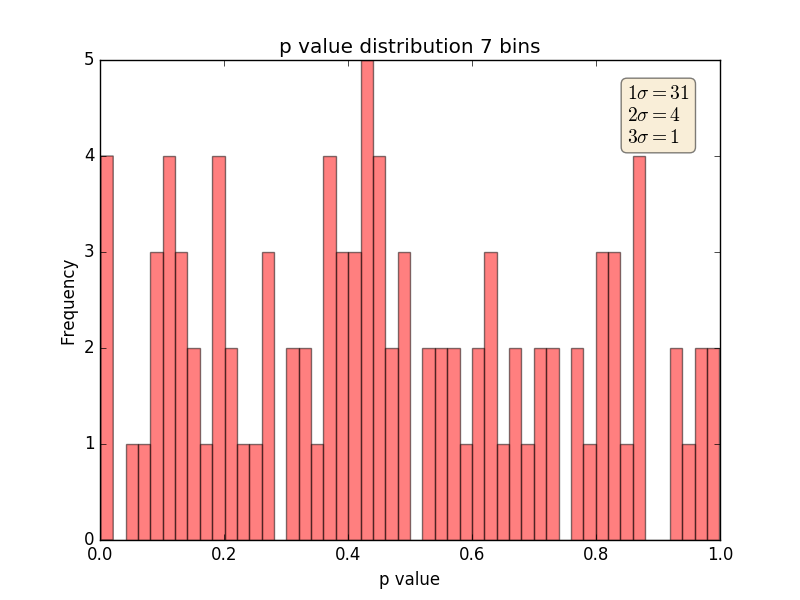 p value distribution 7 bins
1σ = 31
2σ = 4
3σ = 1
Frequency
5
4
3
2
1
0
0.0 0.2 0.4 0.6 0.8 1.0
p value